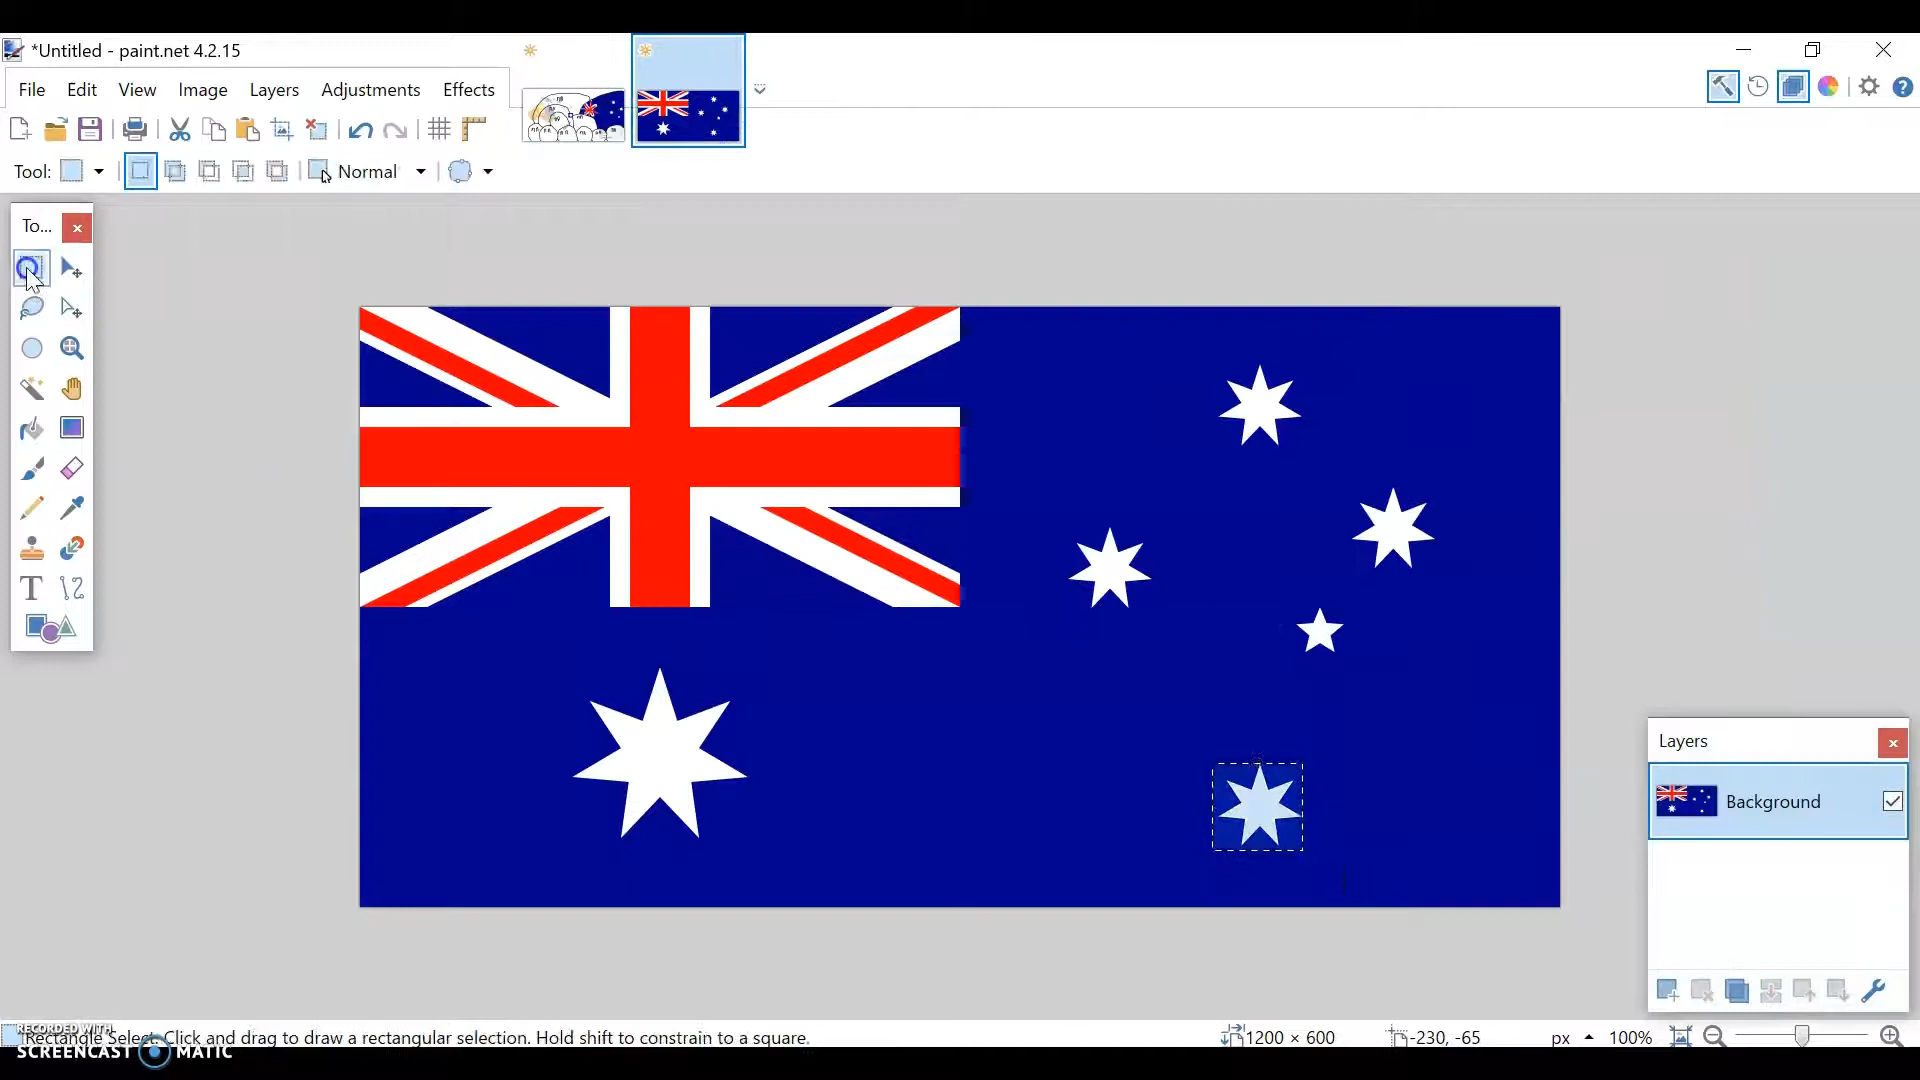 *Untitled - paint.net 4.2.15
File Edit View Image Layers Adjustments Effects
Tool: Normal
To...
T
Layers
Background
Rectangle Select: Click and drag to draw a rectangular selection. Hold shift to constrain to a square.
1200 × 600
-230, -65
px
100%
RECORDED WITH
SCREENCAST MATIC